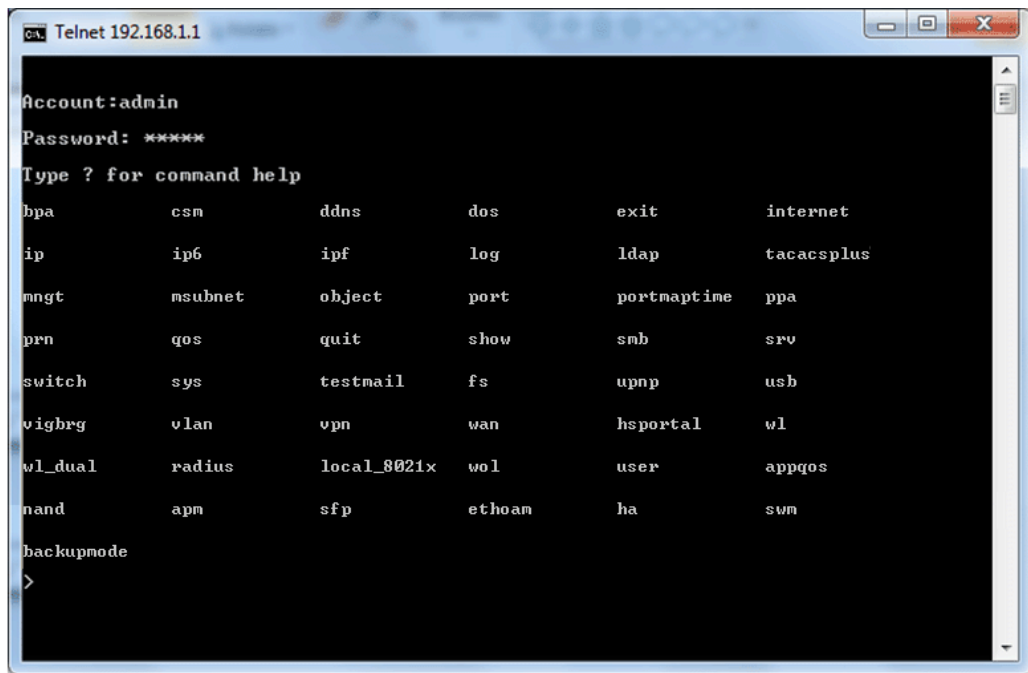 Telnet 192.168.1.1
Account:admin
Password: *****
Type ? for command help
bpa csm ddns dos exit internet
ip ip6 ipf log ldap tacacsplus
mngt msubnet object port portmaptime ppa
prn qos quit show smb srv
switch sys testmail fs upnp usb
vigbrg vlan vpn wan hsportal wl
wl_dual radius local_8021x wol user appqos
nand apm sfp ethoam ha swm
backupmode
>